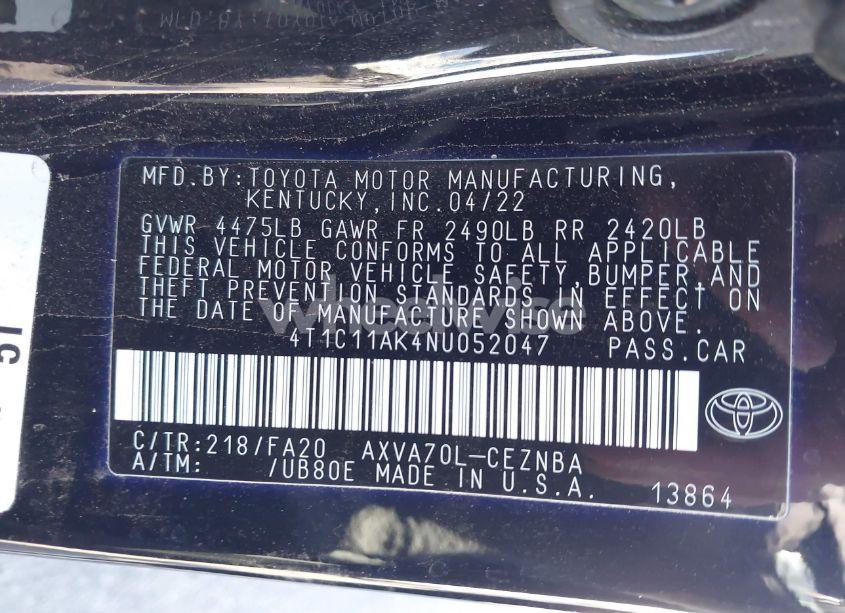 MFD.BY:TOYOTA MOTOR MANUFACTURING,
KENTUCKY,INC.04/22
GVWR 4475LB GAWR FR 2490LB RR 2420LB
THIS VEHICLE CONFORMS TO ALL APPLICABLE
FEDERAL MOTOR VEHICLE SAFETY,BUMPER,AND
THEFT PREVENTION STANDARDS IN EFFECT ON
THE DATE OF MANUFACTURE SHOWN ABOVE.
wheelwise
4T1C11AK4NU052047 PASS.CAR
C/TR:218/FA20 AXVA70L-CEZNBA
A/TM: /UB80E MADE IN U.S.A. 13864